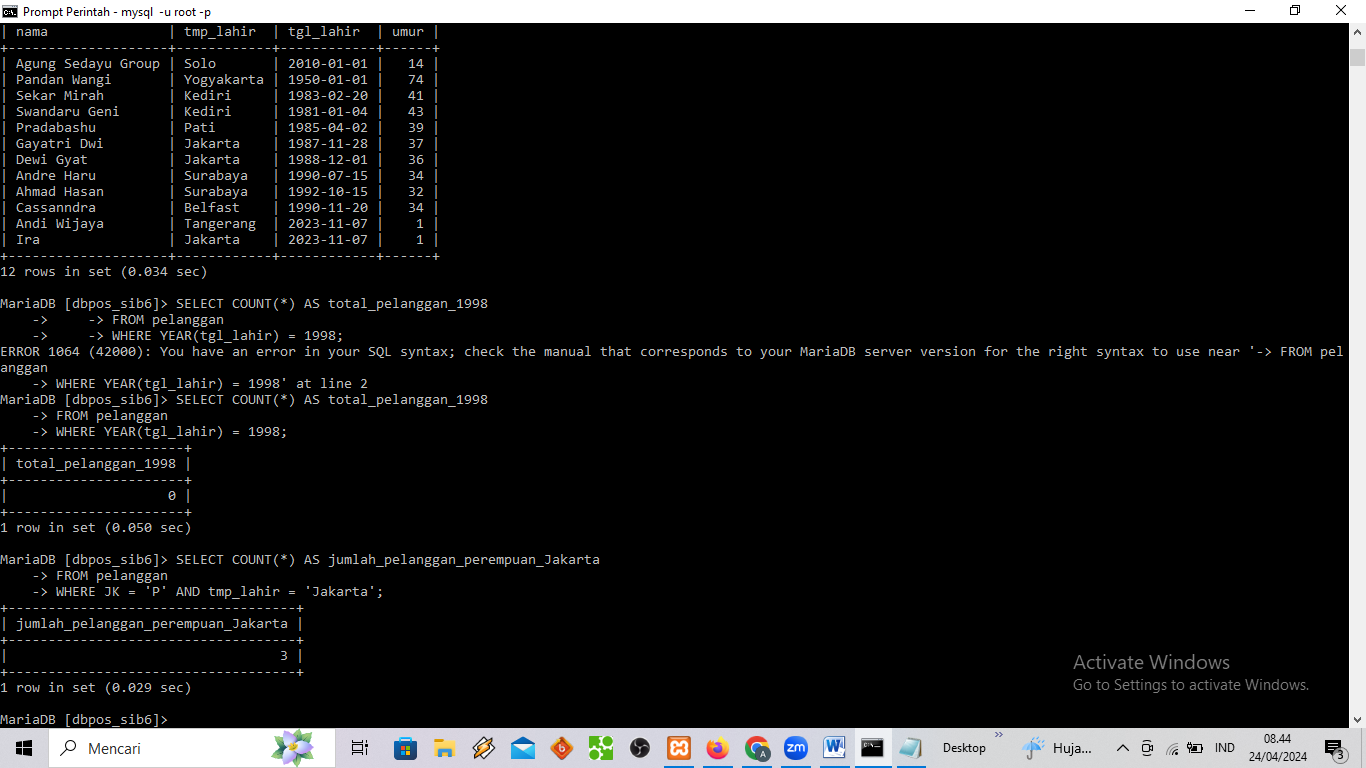 Prompt Perintah - mysql -u root -p
| nama                | tmp_lahir  | tgl_lahir  | umur |
+---------------------+------------+------------+------+
| Agung Sedayu Group  | Solo       | 2010-01-01 |   14 |
| Pandan Wangi        | Yogyakarta | 1950-01-01 |   74 |
| Sekar Mirah         | Kediri     | 1983-02-20 |   41 |
| Swandaru Geni       | Kediri     | 1981-01-04 |   43 |
| Pradabashu          | Pati       | 1985-04-02 |   39 |
| Gayatri Dwi         | Jakarta    | 1987-11-28 |   37 |
| Dewi Gyat           | Jakarta    | 1988-12-01 |   36 |
| Andre Haru          | Surabaya   | 1990-07-15 |   34 |
| Ahmad Hasan         | Surabaya   | 1992-10-15 |   32 |
| Cassanndra          | Belfast    | 1990-11-20 |   34 |
| Andi Wijaya         | Tangerang  | 2023-11-07 |    1 |
| Ira                 | Jakarta    | 2023-11-07 |    1 |
+---------------------+------------+------------+------+
12 rows in set (0.034 sec)
MariaDB [dbpos_sib6]> SELECT COUNT(*) AS total_pelanggan_1998
    ->     -> FROM pelanggan
    ->     -> WHERE YEAR(tgl_lahir) = 1998;
ERROR 1064 (42000): You have an error in your SQL syntax; check the manual that corresponds to your MariaDB server version for the right syntax to use near '-> FROM pel
anggan
    -> WHERE YEAR(tgl_lahir) = 1998' at line 2
MariaDB [dbpos_sib6]> SELECT COUNT(*) AS total_pelanggan_1998
    -> FROM pelanggan
    -> WHERE YEAR(tgl_lahir) = 1998;
+----------------------+
| total_pelanggan_1998 |
+----------------------+
|                    0 |
+----------------------+
1 row in set (0.050 sec)
MariaDB [dbpos_sib6]> SELECT COUNT(*) AS jumlah_pelanggan_perempuan_Jakarta
    -> FROM pelanggan
    -> WHERE JK = 'P' AND tmp_lahir = 'Jakarta';
+------------------------------------+
| jumlah_pelanggan_perempuan_Jakarta |
+------------------------------------+
|                                  3 |
+------------------------------------+
1 row in set (0.029 sec)
MariaDB [dbpos_sib6]>
Activate Windows
Go to Settings to activate Windows.
Mencari
zm
Desktop
Huja...
IND
08.44
24/04/2024
3